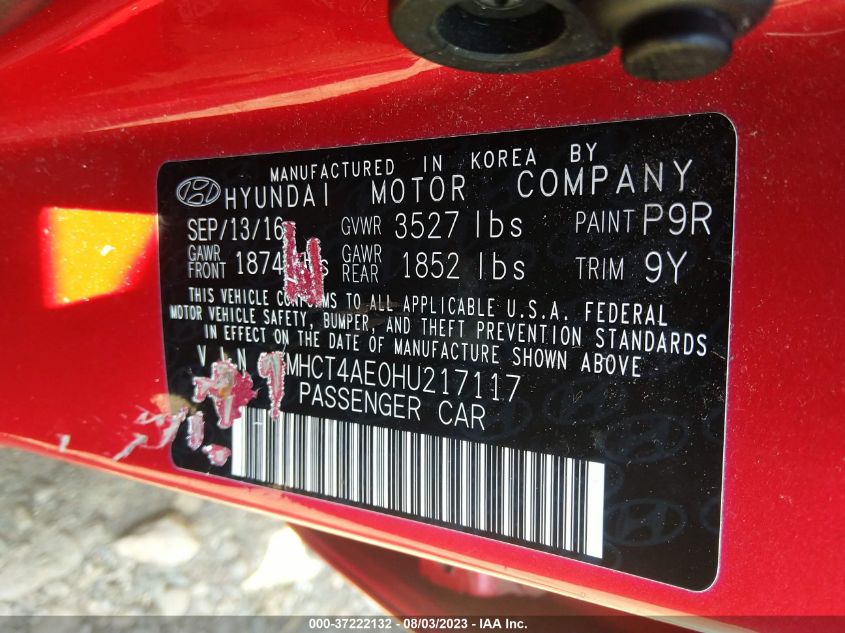 MANUFACTURED IN KOREA BY
HYUNDAI MOTOR COMPANY
SEP/13/16 GVWR 3527 lbs PAINT P9R
GAWR FRONT 1874 GAWR REAR 1852 lbs TRIM 9Y
THIS VEHICLE TO ALL APPLICABLE U.S.A. FEDERAL
MOTOR VEHICLE SAFETY, BUMPER, AND THEFT PREVENTION STANDARDS
IN EFFECT ON THE DATE OF MANUFACTURE SHOWN ABOVE
VIN MHCT4AE0HU217117
PASSENGER CAR
000-37222132 - 08/03/2023 - IAA Inc.